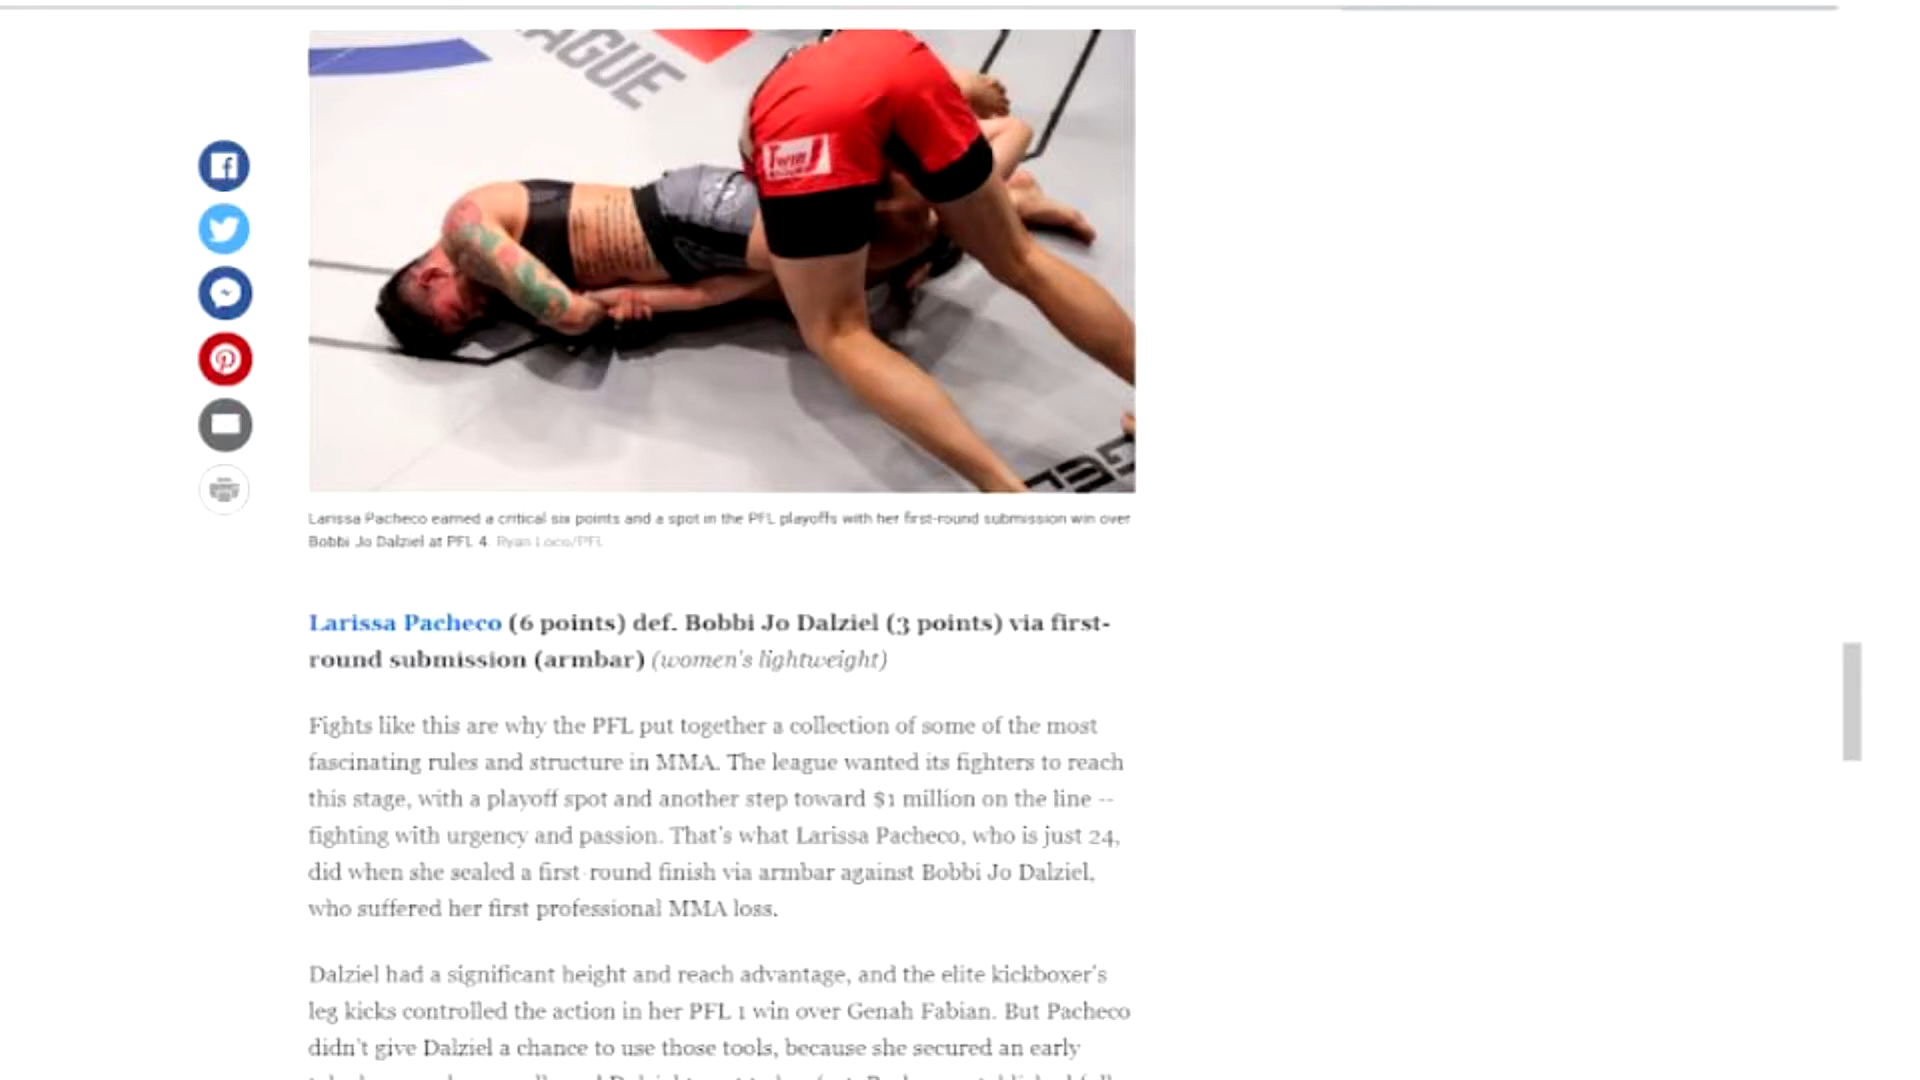 AGUE
Larissa Pacheco earned a critical six points and a spot in the PFL playoffs with her first-round submission win over
Bobbi Jo Dalziel at PFL 4. Ryan Loco/PFL
Larissa Pacheco (6 points) def. Bobbi Jo Dalziel (3 points) via first-
round submission (armbar) (women's lightweight)
Fights like this are why the PFL put together a collection of some of the most
fascinating rules and structure in MMA. The league wanted its fighters to reach
this stage, with a playoff spot and another step toward $1 million on the line --
fighting with urgency and passion. That's what Larissa Pacheco, who is just 24,
did when she sealed a first-round finish via armbar against Bobbi Jo Dalziel,
who suffered her first professional MMA loss.
Dalziel had a significant height and reach advantage, and the elite kickboxer's
leg kicks controlled the action in her PFL 1 win over Genah Fabian. But Pacheco
didn't give Dalziel a chance to use those tools, because she secured an early